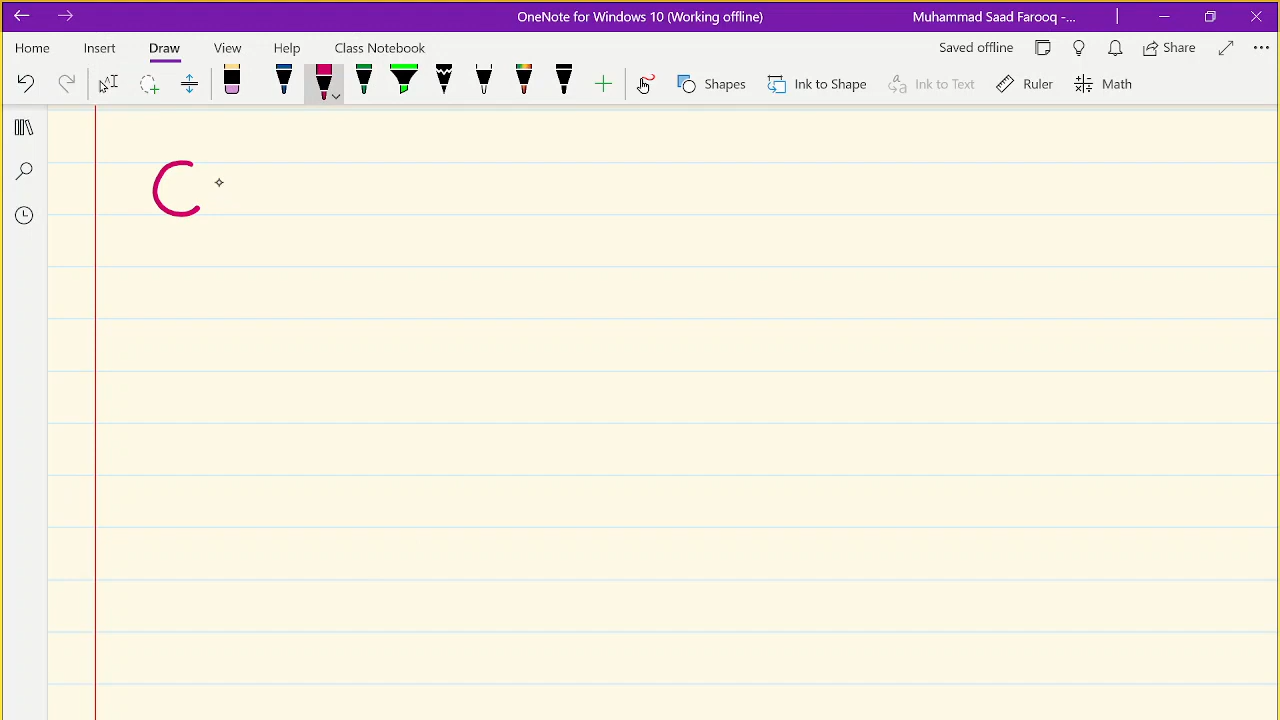 OneNote for Windows 10 (Working offline) Muhammad Saad Farooq -...
Home Insert Draw View Help Class Notebook Saved offline Share
Shapes Ink to Shape Ink to Text Ruler Math
C